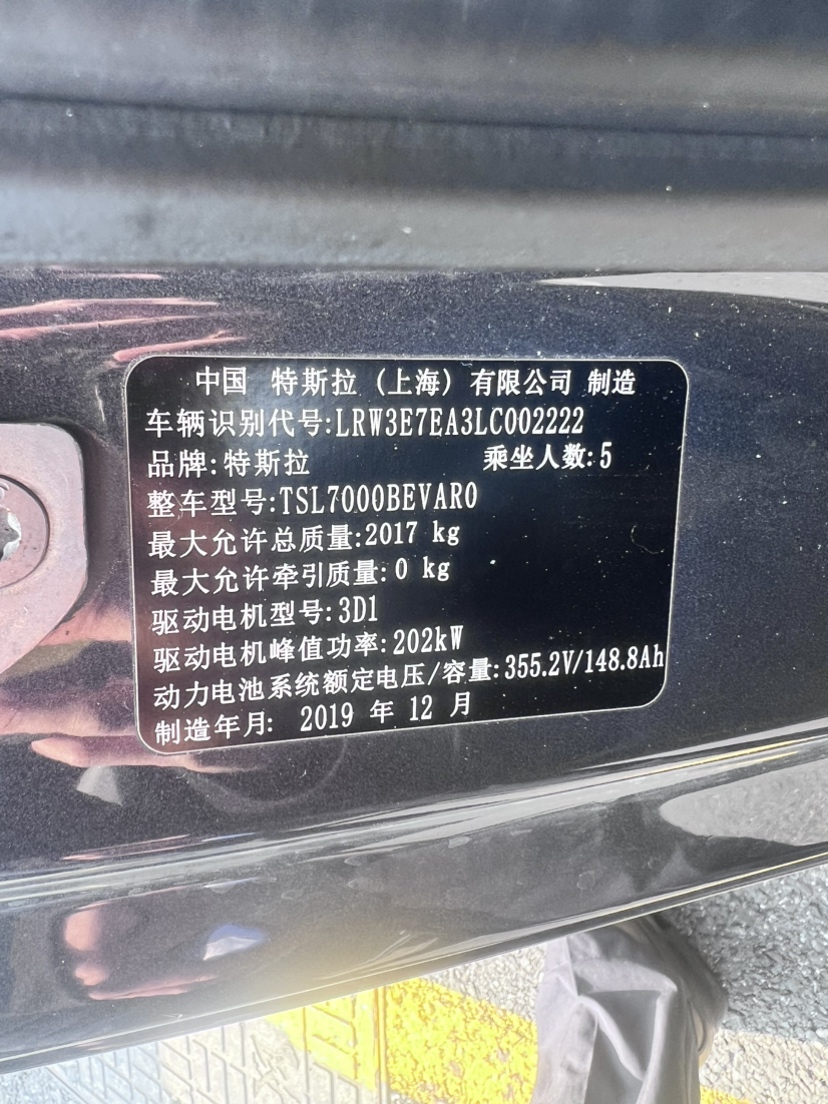 中国 特斯拉 (上海) 有限公司 制造
车辆识别代号:LRW3E7EA3LC002222
品牌:特斯拉 乘坐人数:5
整车型号:TSL7000BEVAR0
最大允许总质量:2017 kg
最大允许牵引质量:0 kg
驱动电机型号:3D1
驱动电机峰值功率:202kW
动力电池系统额定电压/容量:355.2V/148.8Ah
制造年月: 2019 年 12 月